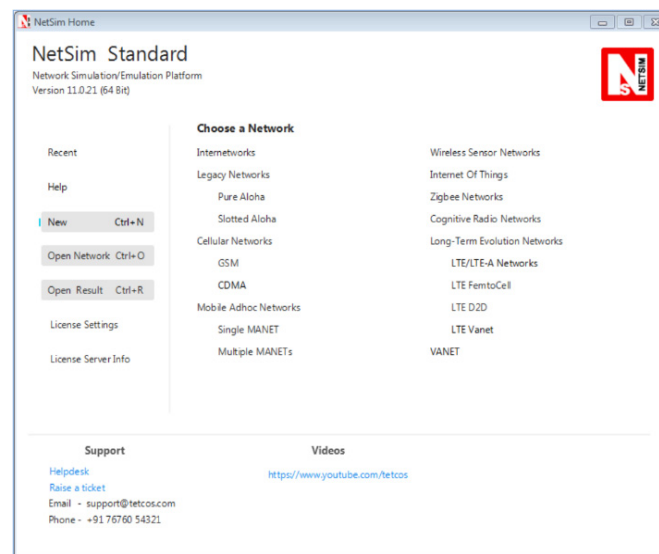 NetSim Home
NetSim Standard
Network Simulation/Emulation Platform
Version 11.0.21 (64 Bit)
NS
NETSIM
Recent
Help
New Ctrl+N
Open Network Ctrl+O
Open Result Ctrl+R
License Settings
License Server Info
Choose a Network
Internetworks
Legacy Networks
Pure Aloha
Slotted Aloha
Cellular Networks
GSM
CDMA
Mobile Adhoc Networks
Single MANET
Multiple MANETs
Wireless Sensor Networks
Internet Of Things
Zigbee Networks
Cognitive Radio Networks
Long-Term Evolution Networks
LTE/LTE-A Networks
LTE FemtoCell
LTE D2D
LTE Vanet
VANET
Support
Helpdesk
Raise a ticket
Email - support@tetcos.com
Phone - +91 76760 54321
Videos
https://www.youtube.com/tetcos